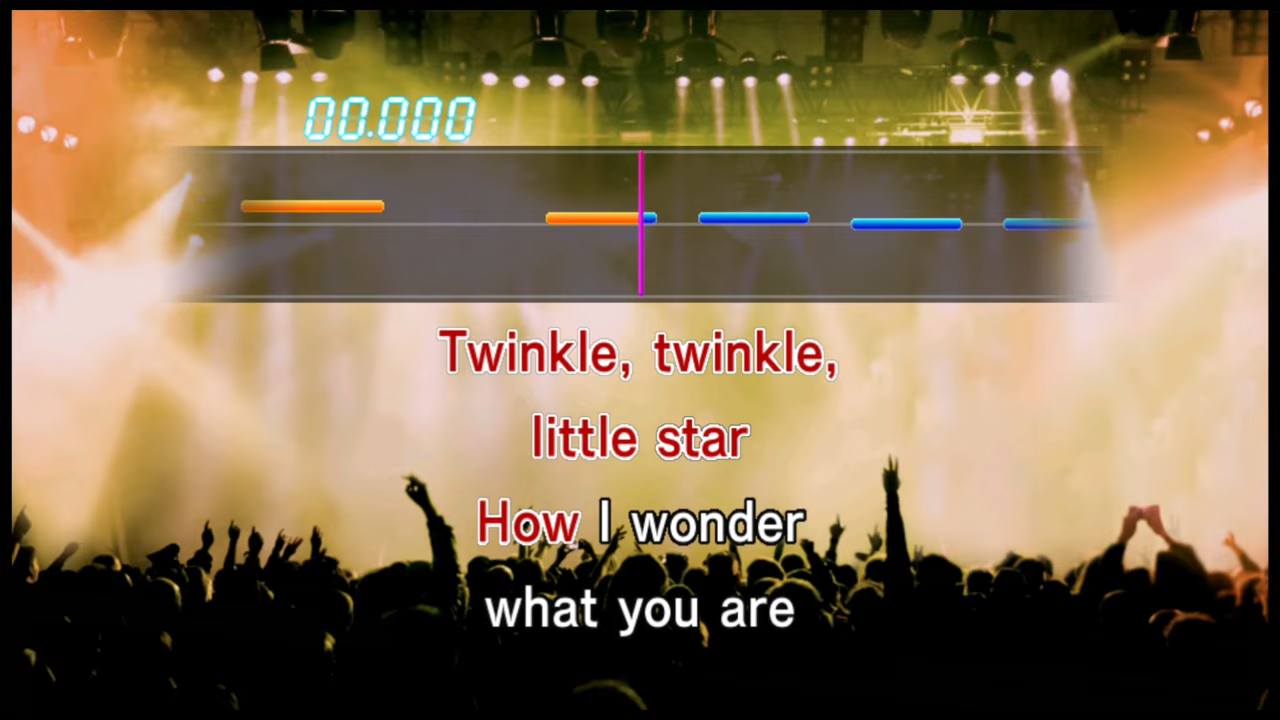 00.000
Twinkle, twinkle,
little star
How I wonder
what you are